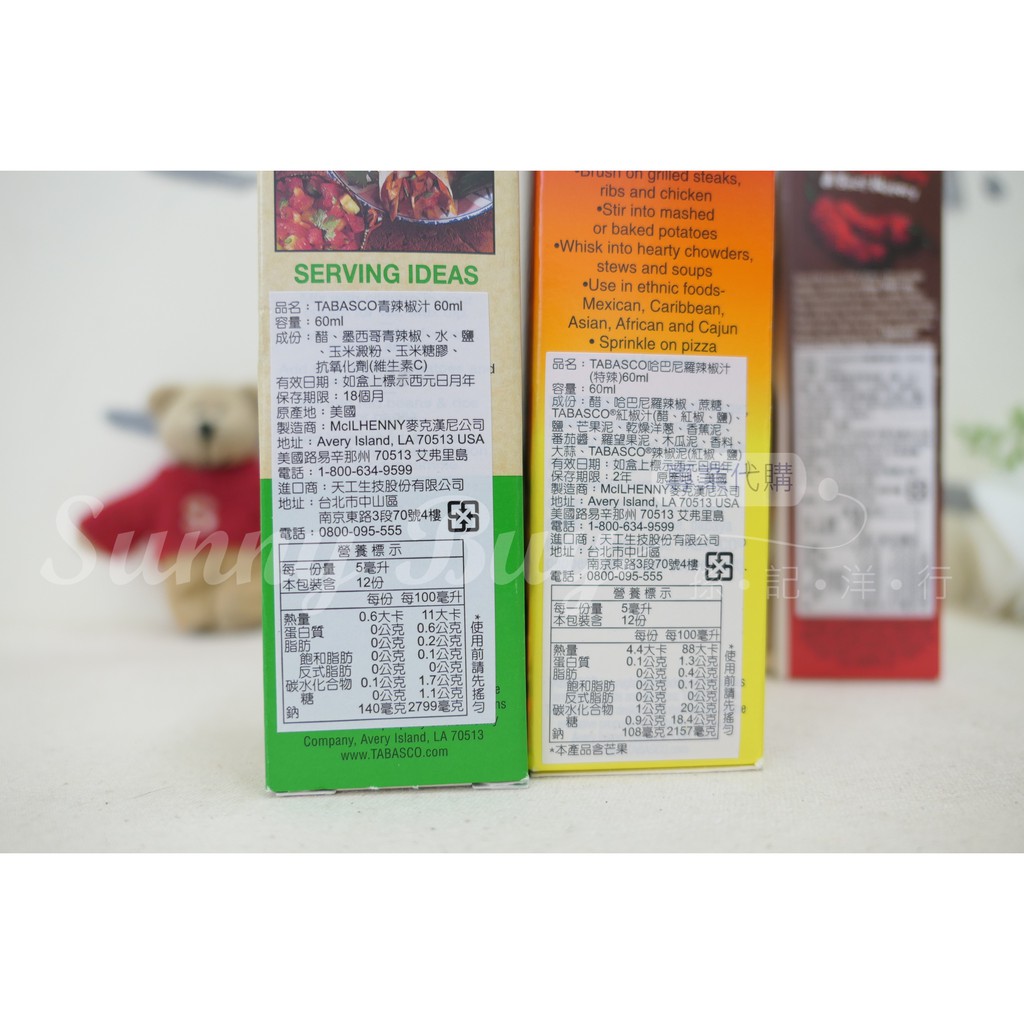 SERVING IDEAS
品名：TABASCO青辣椒汁 60ml
容量：60ml
成份：醋、墨西哥青辣椒、水、鹽
、玉米澱粉、玉米糖膠、
抗氧化劑(維生素C)
有效日期：如盒上標示西元日月年
保存期限：18個月
原產地：美國
製造商：McILHENNY麥克漢尼公司
地址：Avery Island, LA 70513 USA
美國路易辛那州 70513 艾弗里島
電話：1-800-634-9599
進口商：天工生技股份有限公司
地址：台北市中山區
南京東路3段70號4樓
電話：0800-095-555
營養標示
每一份量 5毫升
本包裝含 12份
每份 每100毫升
熱量 0.6大卡 11大卡
蛋白質 0公克 0.6公克
脂肪 0公克 0.2公克
飽和脂肪 0公克 0.1公克
反式脂肪 0公克 0公克
碳水化合物 0.1公克 1.7公克
糖 0公克 1.1公克
鈉 140毫克 2799毫克
*使用前請先搖勻
Company, Avery Island, LA 70513
www.TABASCO.com
•Brush on grilled steaks,
ribs and chicken
•Stir into mashed
or baked potatoes
•Whisk into hearty chowders,
stews and soups
•Use in ethnic foods-
Mexican, Caribbean,
Asian, African and Cajun
• Sprinkle on pizza
品名：TABASCO哈巴尼羅辣椒汁
(特辣)60ml
容量：60ml
成份：醋、哈巴尼羅辣椒、蔗糖、
TABASCO®紅椒汁(醋、紅椒、鹽)、
鹽、芒果泥、乾燥洋蔥、香蕉泥、
番茄醬、羅望果泥、木瓜泥、香料、
大蒜、TABASCO®辣椒泥(紅椒、鹽)
有效日期：如盒上標示西元日月年
保存期限：2年 原產地：美國
製造商：McILHENNY麥克漢尼公司
地址：Avery Island, LA 70513 USA
美國路易辛那州 70513 艾弗里島
電話：1-800-634-9599
進口商：天工生技股份有限公司
地址：台北市中山區
南京東路3段70號4樓
電話：0800-095-555
營養標示
每一份量 5毫升
本包裝含 12份
每份 每100毫升
熱量 4.4大卡 88大卡
蛋白質 0.1公克 1.3公克
脂肪 0公克 0.4公克
飽和脂肪 0公克 0.1公克
反式脂肪 0公克 0公克
碳水化合物 1公克 20公克
糖 0.9公克 18.4公克
鈉 108毫克 2157毫克
*使用前請先搖勻
*本產品含芒果
Sunny Buy
代購
記‧洋‧行